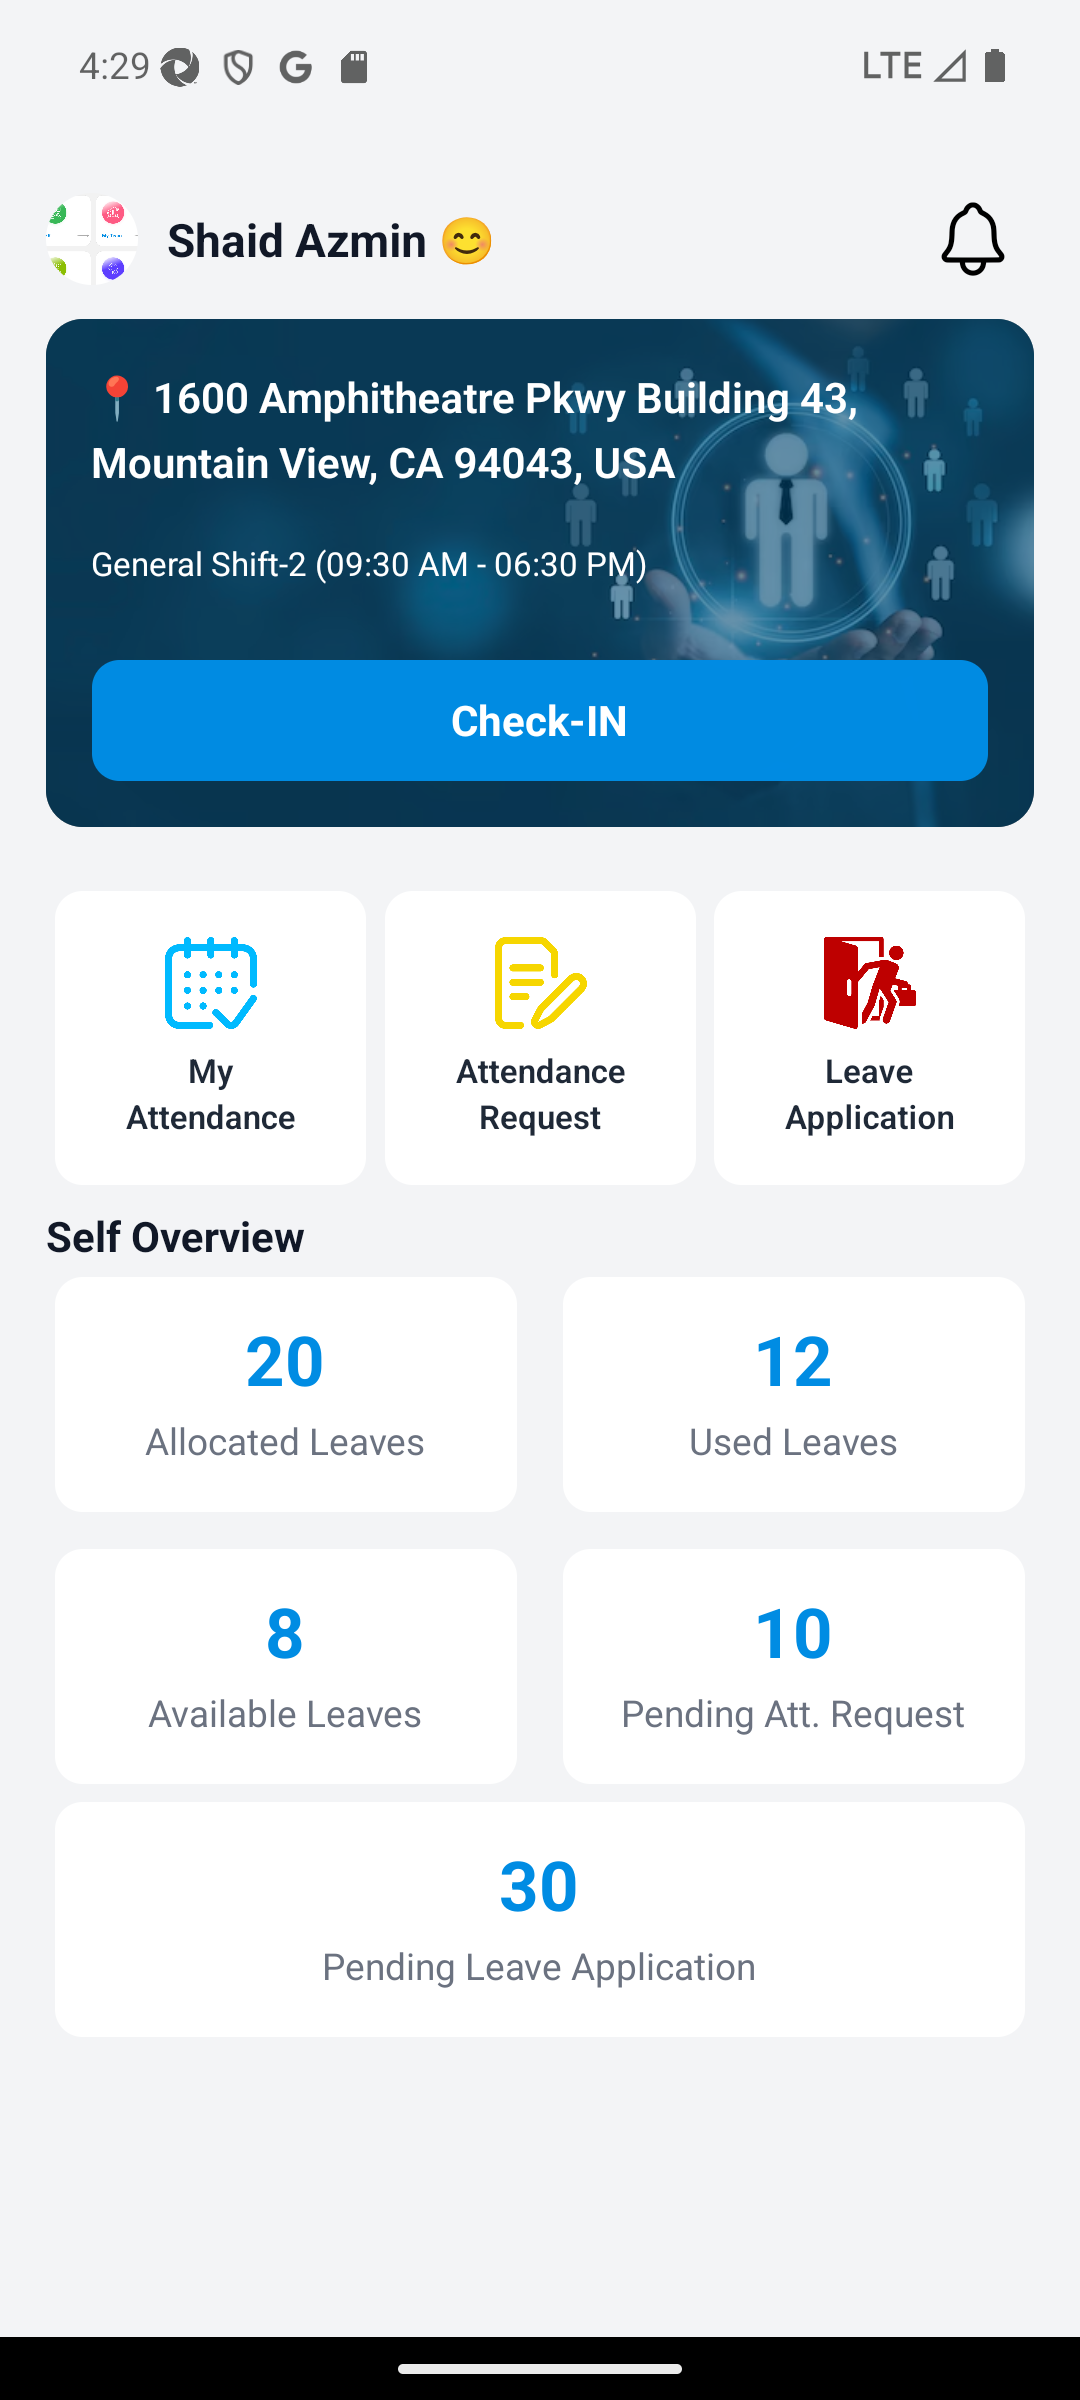 4:29
LTE
Shaid Azmin 😊
📍 1600 Amphitheatre Pkwy Building 43,
Mountain View, CA 94043, USA
General Shift-2 (09:30 AM - 06:30 PM)
Check-IN
My
Attendance
Attendance
Request
Leave
Application
Self Overview
20
Allocated Leaves
12
Used Leaves
8
Available Leaves
10
Pending Att. Request
30
Pending Leave Application